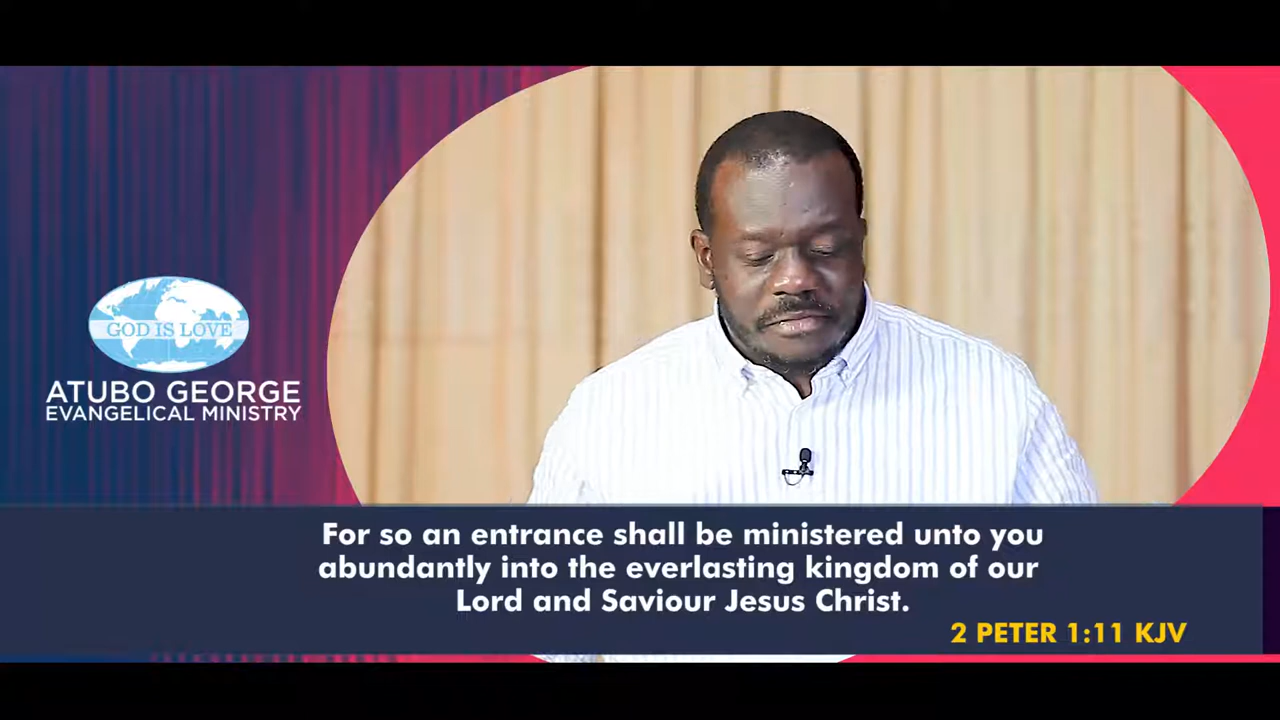 GOD IS LOVE
ATUBO GEORGE
EVANGELICAL MINISTRY
For so an entrance shall be ministered unto you
abundantly into the everlasting kingdom of our
Lord and Saviour Jesus Christ.
2 PETER 1:11 KJV